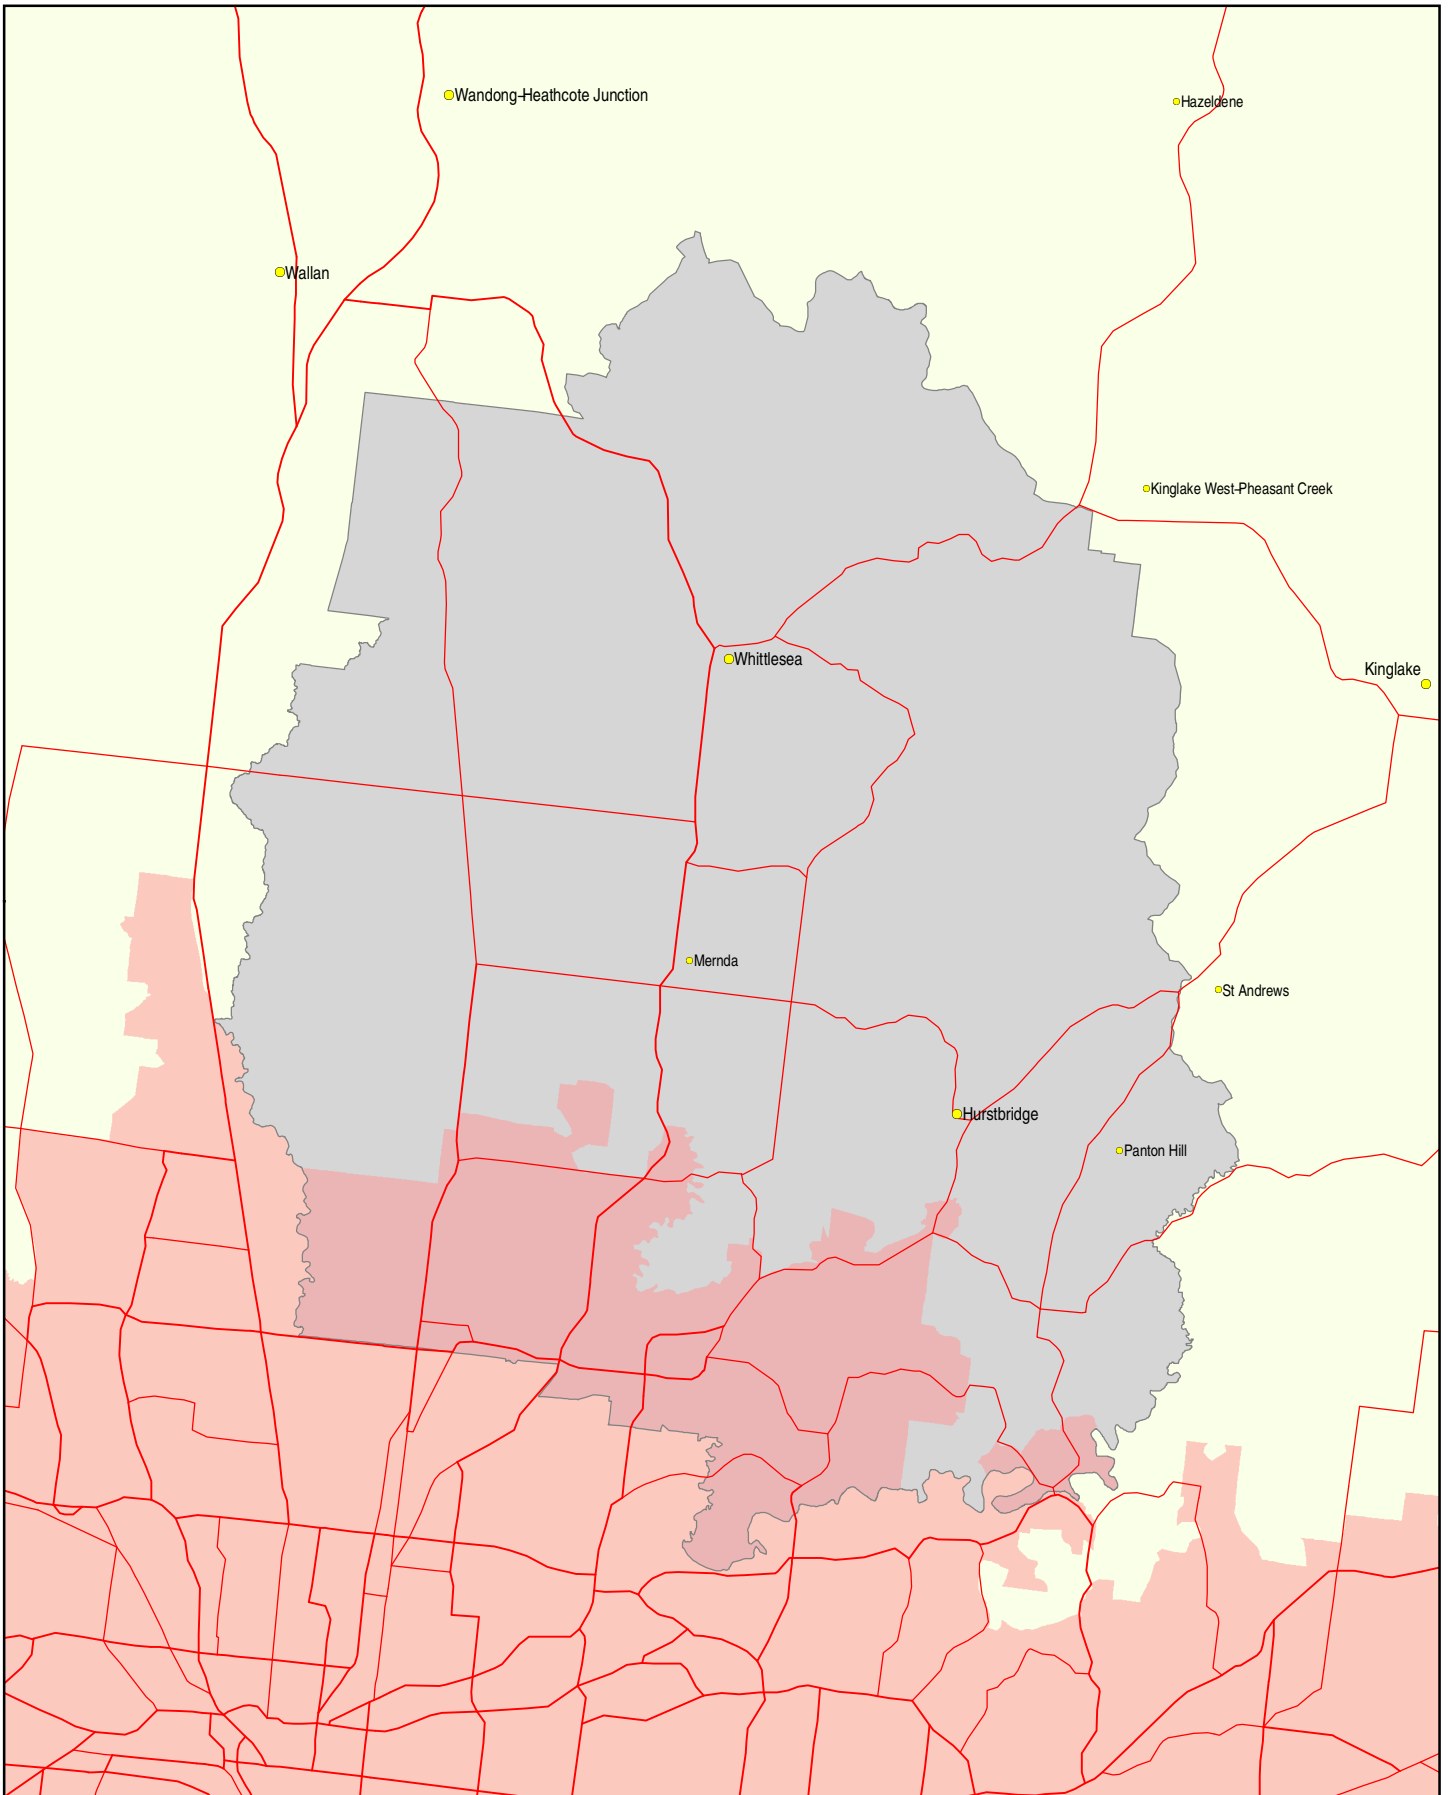 Wandong-Heathcote Junction
Hazeldene
Wallan
Kinglake West-Pheasant Creek
Whittlesea
Kinglake
Mernda
St Andrews
Hurstbridge
Panton Hill